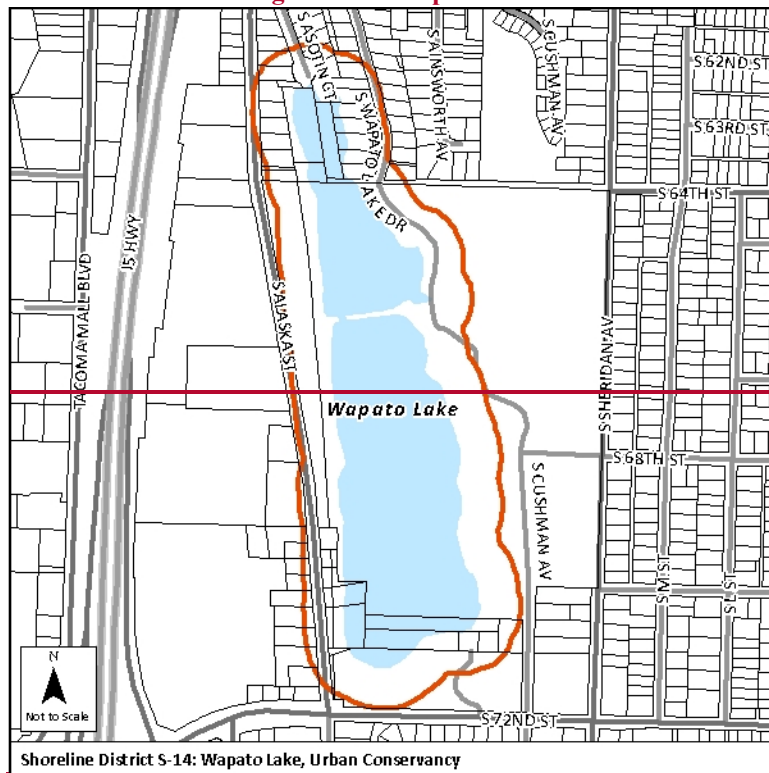 S ASOTIN CT
S WAPATO LAKE DR
S AINSWORTH AV
S CUSHMAN AV
S 62ND ST
S 63RD ST
S 64TH ST
J5 HWY
TACOMA MALL BLVD
S ALASKA ST
S SHERIDAN AV
Wapato Lake
S 68TH ST
S CUSHMAN AV
S M ST
S L ST
N
Not to Scale
S 72ND ST
Shoreline District S-14: Wapato Lake, Urban Conservancy